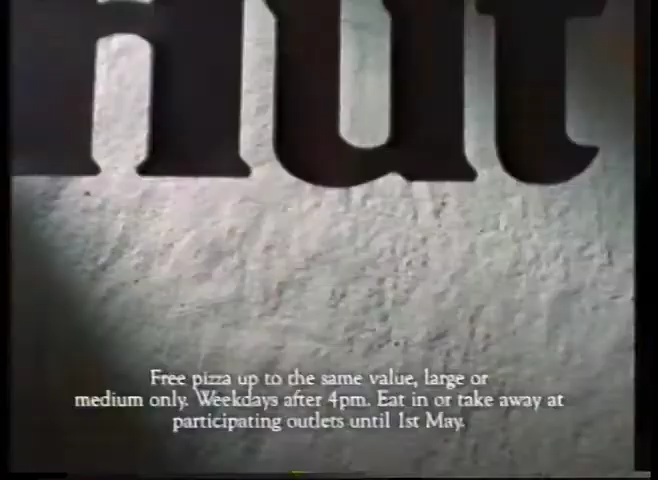 Hut
Free pizza up to the same value, large or
medium only. Weekdays after 4pm. Eat in or take away at
participating outlets until 1st May.